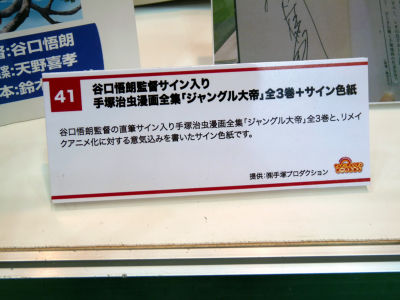 督:谷口悟朗
案:天野喜孝
本:鈴木
41
谷口悟朗監督サイン入り
手塚治虫漫画全集「ジャングル大帝」全3巻+サイン色紙
谷口悟朗監督の直筆サイン入り手塚治虫漫画全集「ジャングル大帝」全3巻と、リメイ
クアニメ化に対する意気込みを書いたサイン色紙です。
提供:㈱手塚プロダクション